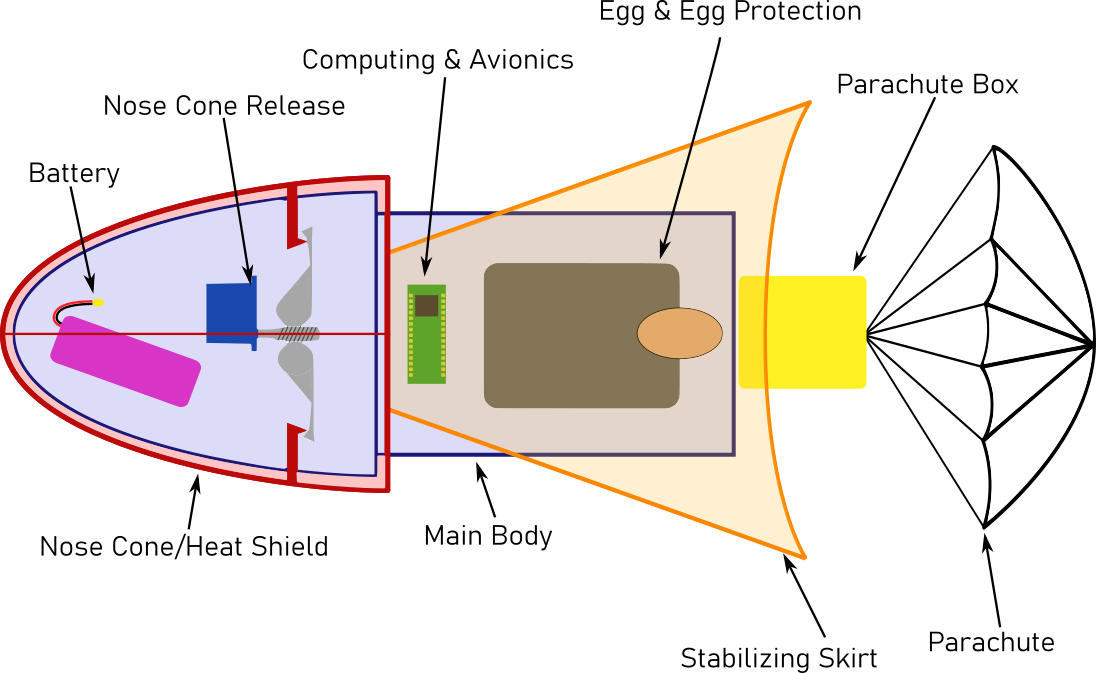 Egg & Egg Protection
Computing & Avionics
Parachute Box
Nose Cone Release
Battery
Main Body
Nose Cone/Heat Shield
Parachute
Stabilizing Skirt